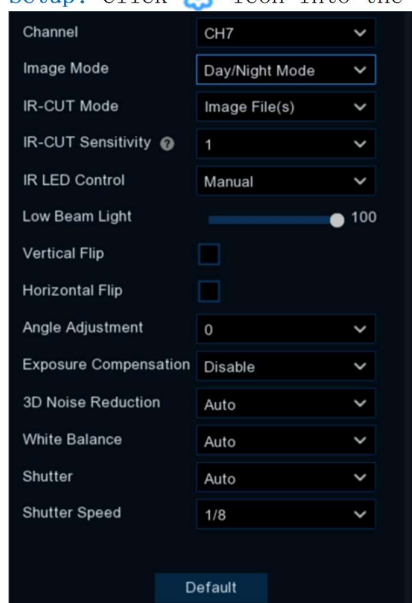 Setup: Click icon into the
Channel CH7
Image Mode Day/Night Mode
IR-CUT Mode Image File(s)
IR-CUT Sensitivity ? 1
IR LED Control Manual
Low Beam Light 100
Vertical Flip
Horizontal Flip
Angle Adjustment 0
Exposure Compensation Disable
3D Noise Reduction Auto
White Balance Auto
Shutter Auto
Shutter Speed 1/8
Default